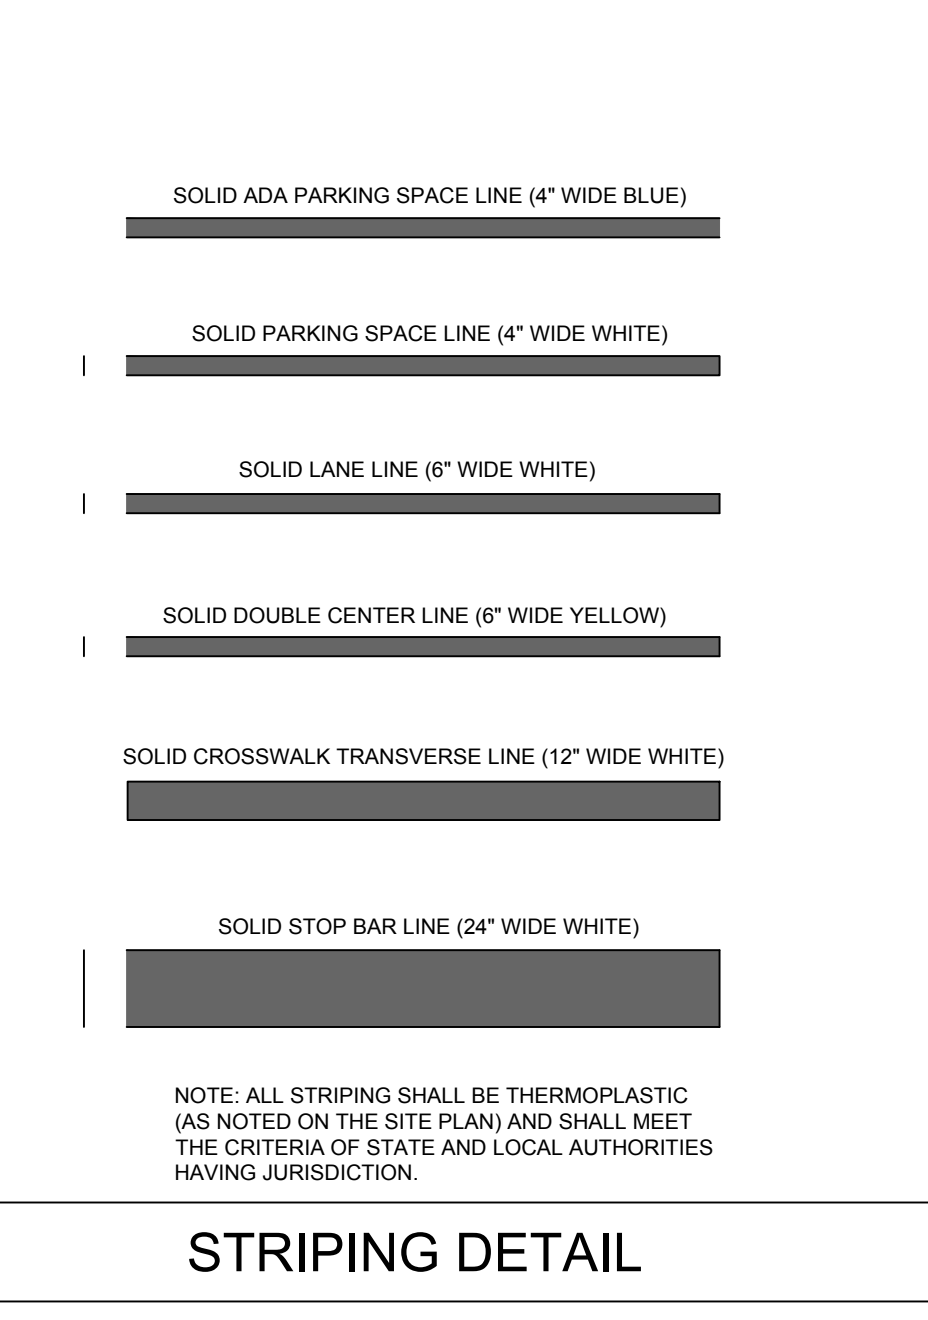 SOLID ADA PARKING SPACE LINE (4" WIDE BLUE)
SOLID PARKING SPACE LINE (4" WIDE WHITE)
SOLID LANE LINE (6" WIDE WHITE)
SOLID DOUBLE CENTER LINE (6" WIDE YELLOW)
SOLID CROSSWALK TRANSVERSE LINE (12" WIDE WHITE)
SOLID STOP BAR LINE (24" WIDE WHITE)
NOTE: ALL STRIPING SHALL BE THERMOPLASTIC
(AS NOTED ON THE SITE PLAN) AND SHALL MEET
THE CRITERIA OF STATE AND LOCAL AUTHORITIES
HAVING JURISDICTION.
STRIPING DETAIL